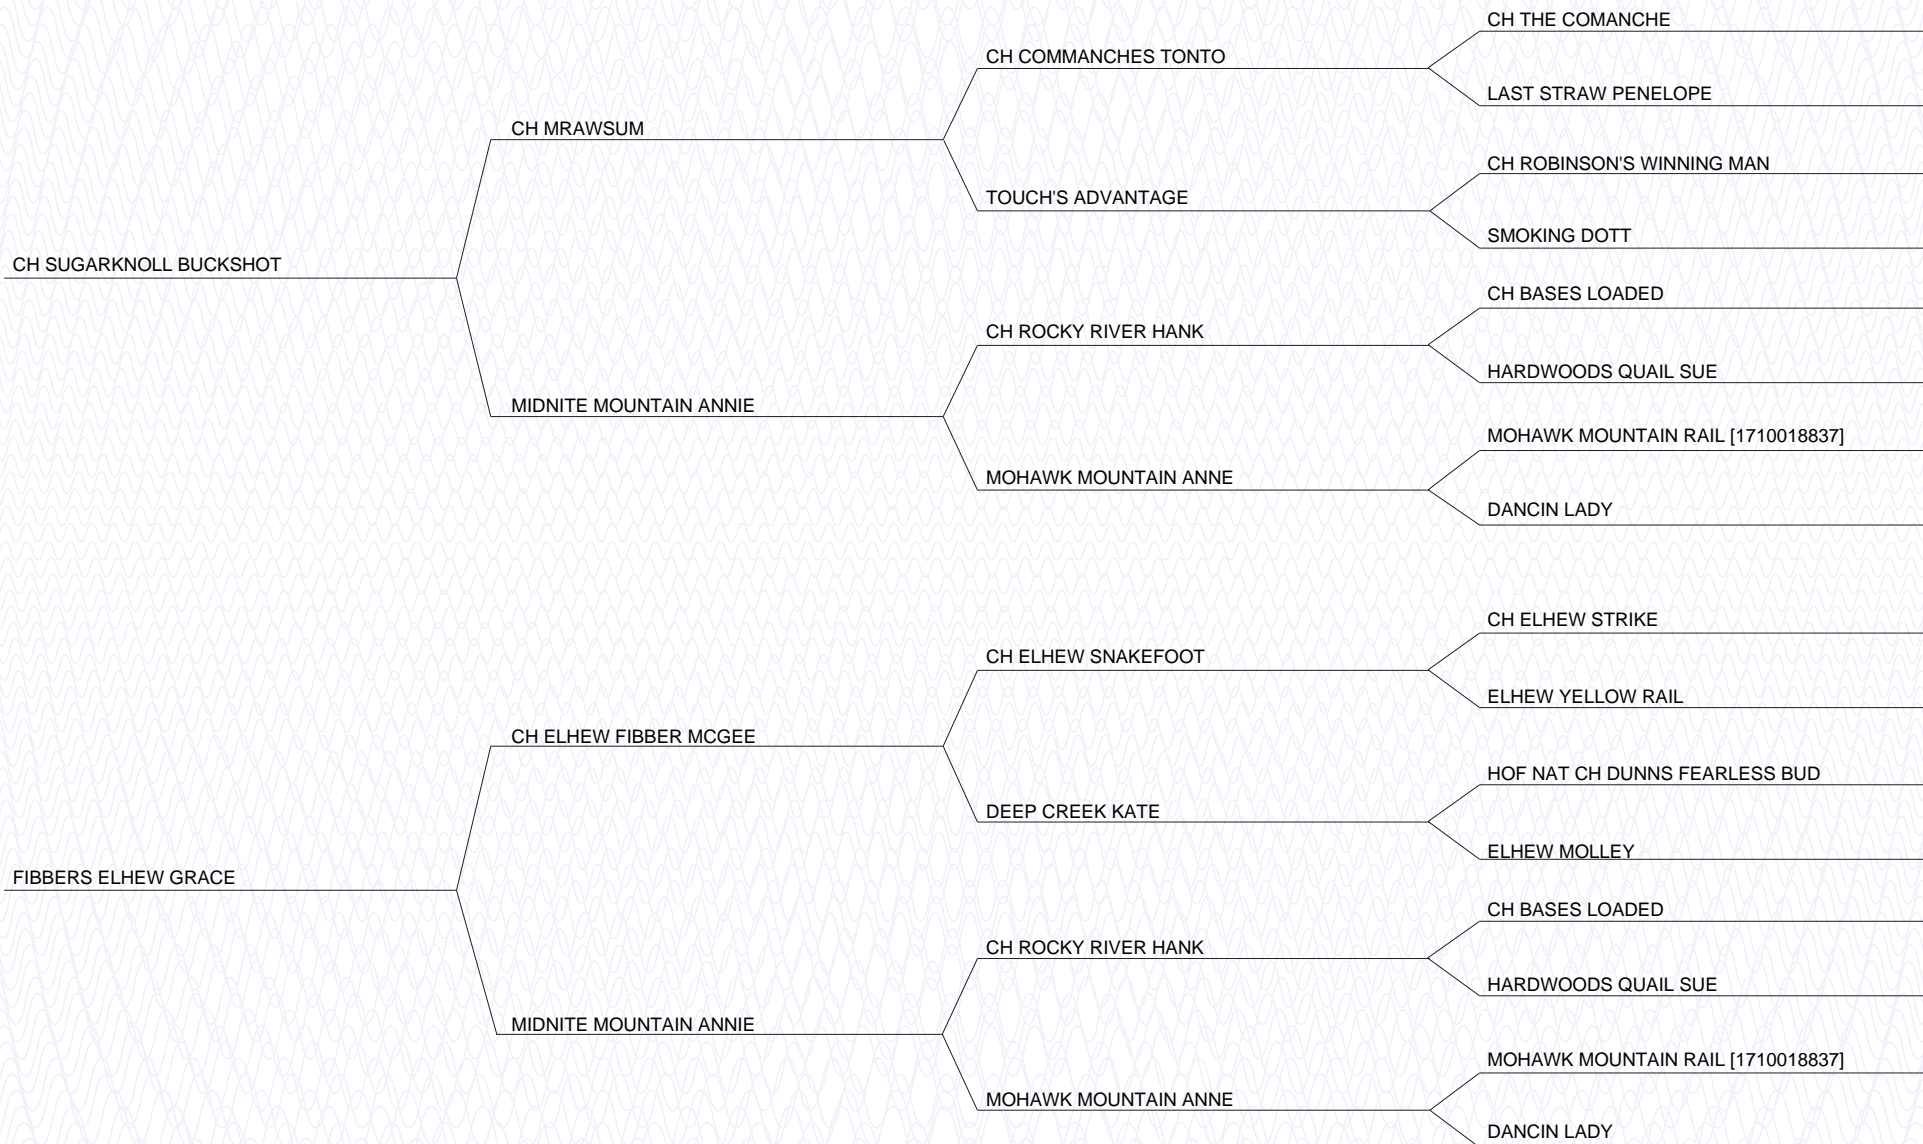 CH THE COMANCHE
CH COMMANCHES TONTO
LAST STRAW PENELOPE
CH MRAWSUM
CH ROBINSON'S WINNING MAN
TOUCH'S ADVANTAGE
SMOKING DOTT
CH SUGARKNOLL BUCKSHOT
CH BASES LOADED
CH ROCKY RIVER HANK
HARDWOODS QUAIL SUE
MIDNITE MOUNTAIN ANNIE
MOHAWK MOUNTAIN RAIL [1710018837]
MOHAWK MOUNTAIN ANNE
DANCIN LADY
CH ELHEW STRIKE
CH ELHEW SNAKEFOOT
ELHEW YELLOW RAIL
CH ELHEW FIBBER MCGEE
HOF NAT CH DUNNS FEARLESS BUD
DEEP CREEK KATE
ELHEW MOLLEY
FIBBERS ELHEW GRACE
CH BASES LOADED
CH ROCKY RIVER HANK
HARDWOODS QUAIL SUE
MIDNITE MOUNTAIN ANNIE
MOHAWK MOUNTAIN RAIL [1710018837]
MOHAWK MOUNTAIN ANNE
DANCIN LADY